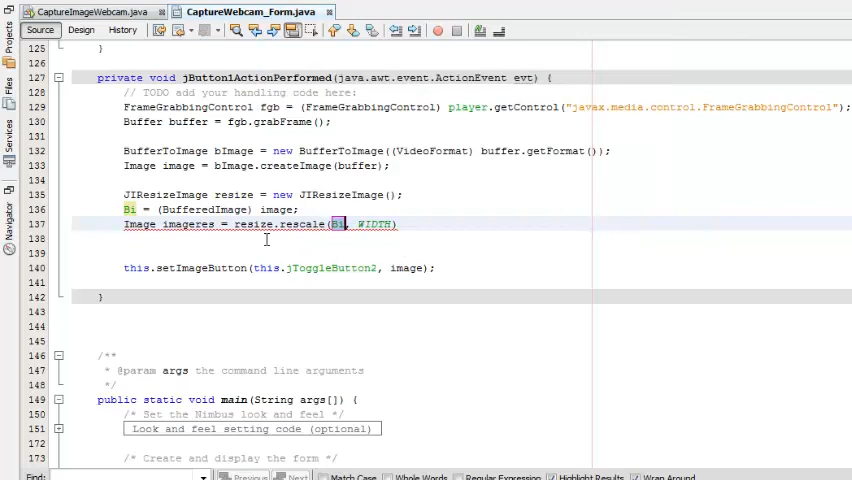 CaptureImageWebcam.java
CaptureWebcam_Form.java
Source
Design
History
Projects
Files
Services
Navigator
125 }
126
127 private void jButton1ActionPerformed(java.awt.event.ActionEvent evt) {
128 // TODO add your handling code here:
129 FrameGrabbingControl fgb = (FrameGrabbingControl) player.getControl("javax.media.control.FrameGrabbingControl");
130 Buffer buffer = fgb.grabFrame();
131
132 BufferToImage bImage = new BufferToImage((VideoFormat) buffer.getFormat());
133 Image image = bImage.createImage(buffer);
134
135 JIResizeImage resize = new JIResizeImage();
136 Bi = (BufferedImage) image;
137 Image imageres = resize.rescale(Bi, WIDTH)
138
139
140 this.setImageButton(this.jToggleButton2, image);
141
142 }
143
144
145
146 /**
147 * @param args the command line arguments
148 */
149 public static void main(String args[]) {
150 /* Set the Nimbus look and feel */
151 Look and feel setting code (optional)
172
173 /* Create and display the form */
Find:
Previous
Next
Match Case
Whole Words
Regular Expression
Highlight Results
Wrap Around